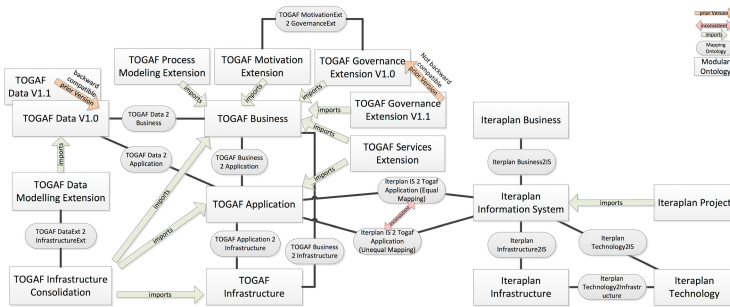 TOGAF MotivationExt
2 GovernanceExt
prior Version
inconsistent
imports
Mapping
Ontology
Modular
Ontology
TOGAF Process
Modeling Extension
TOGAF Motivation
Extension
TOGAF Governance
Extension V1.0
Not backward
compatible
prior Version
TOGAF
Data V1.1
backward
compatible
prior Version
imports
imports
imports
TOGAF Data V1.0
TOGAF Data 2
Business
TOGAF Business
imports
TOGAF Governance
Extension V1.1
Iteraplan Business
imports
TOGAF Data 2
Application
TOGAF Business
2 Application
imports
TOGAF Services
Extension
Iteraplan Business2IS
imports
TOGAF Data
Modelling Extension
imports
TOGAF Application
Iterplan IS 2 Togaf
Application (Equal
Mapping)
inconsistent
Iteraplan
Information System
imports
Iteraplan Project
TOGAF DataExt 2
InfrastructureExt
imports
TOGAF Application 2
Infrastructure
TOGAF Business
2 Infrastructure
iterplan IS 2 Togaf
Application
(Unequal Mapping)
Iterplan
Infrastructure2IS
Iterplan
Technology2IS
TOGAF Infrastructure
Consolidation
imports
TOGAF
Infrastructure
Iteraplan
Infrastructure
Iterplan
Technology2Infrastr
ucture
Iteraplan
Technology